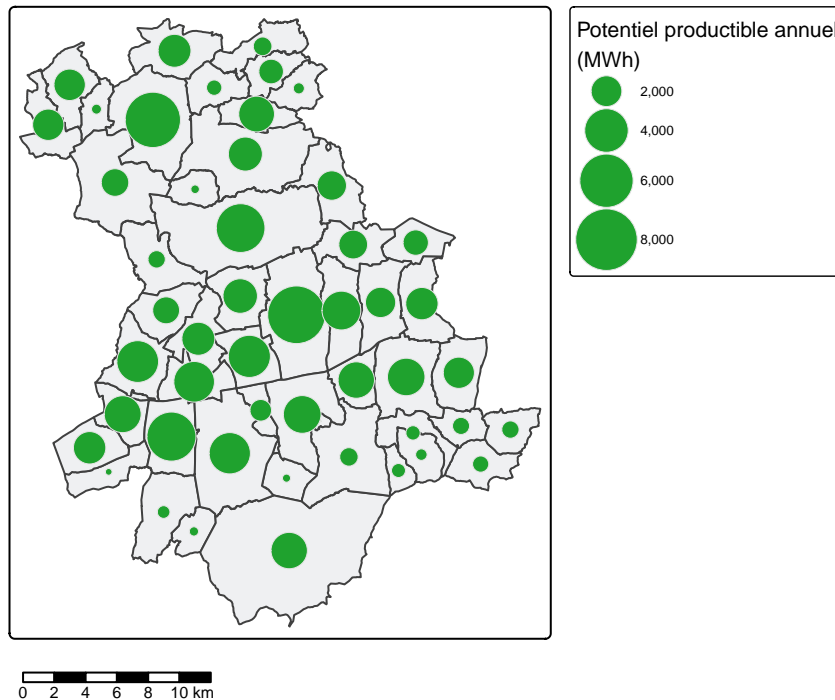 Potentiel productible annuel
(MWh)
2,000
4,000
6,000
8,000
0 2 4 6 8 10 km